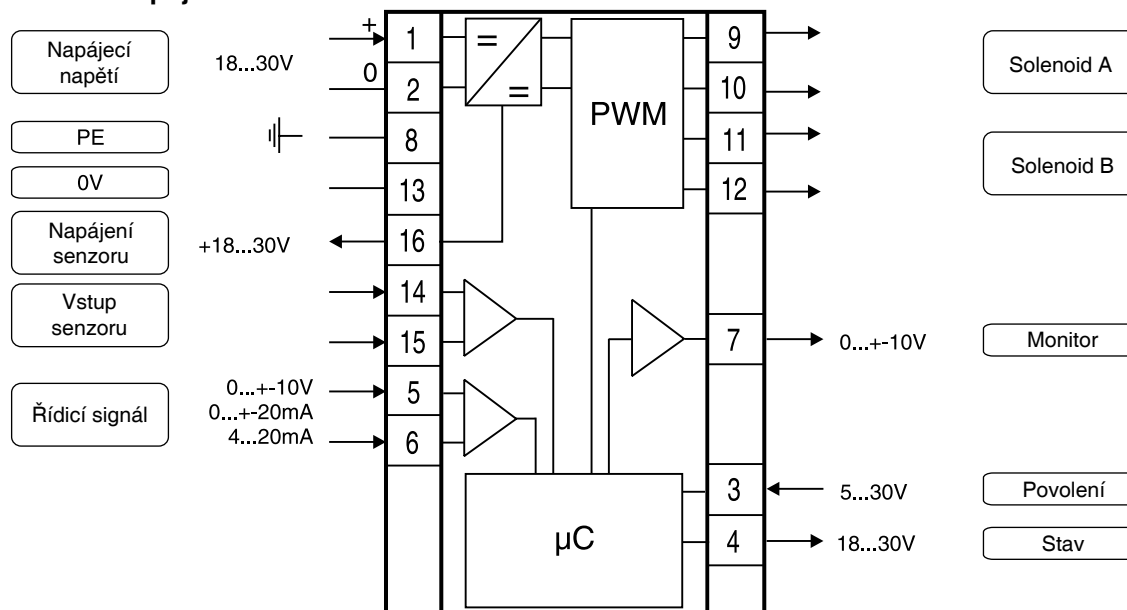 Napájecí
napětí
18...30V
+
0
1
2
=
=
PWM
9
10
11
12
Solenoid A
Solenoid B
PE
8
0V
13
Napájení
senzoru
+18...30V
16
Vstup
senzoru
14
15
7
0...+-10V
Monitor
Řídicí signál
0...+-10V
0...+-20mA
4...20mA
5
6
µC
3
5...30V
Povolení
4
18...30V
Stav